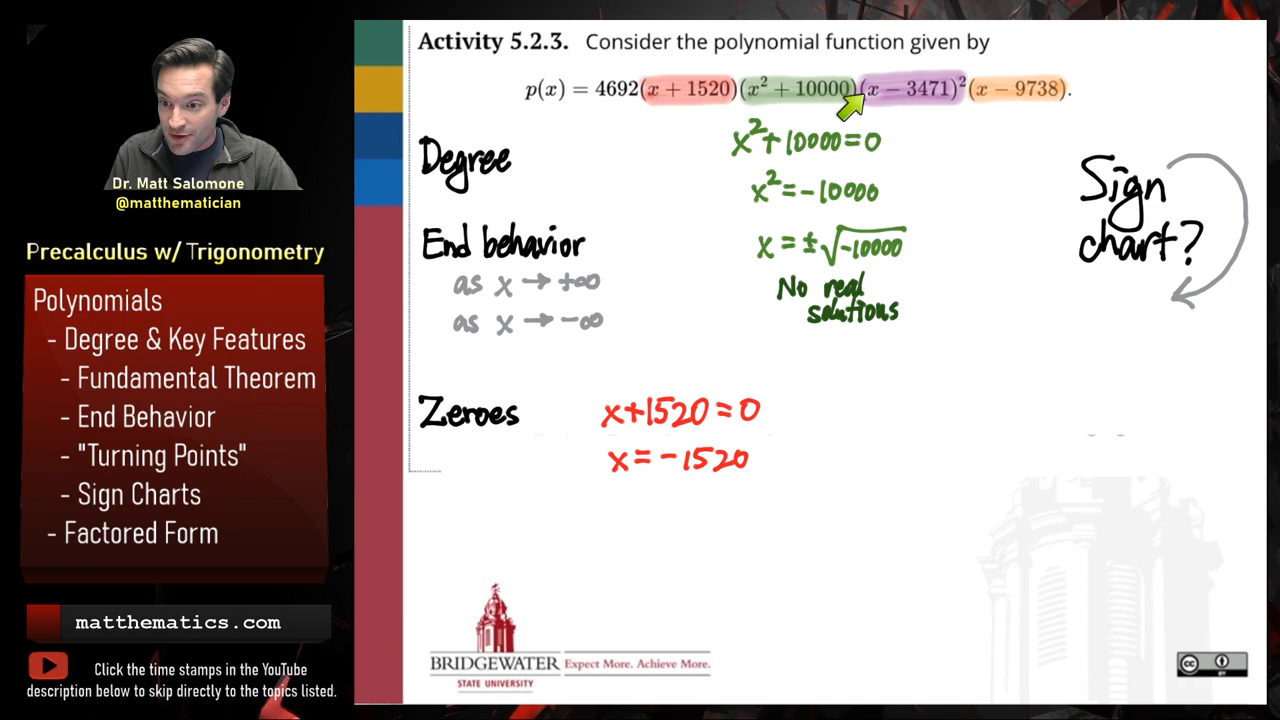 Activity 5.2.3. Consider the polynomial function given by
p(x) = 4692(x + 1520)(x² + 10000)(x − 3471)²(x − 9738).
Degree
x²+10000=0
x²=-10000
x = ±√-10000
No real
solutions
Sign
chart?
End behavior
as x → +∞
as x → -∞
Zeroes
x+1520=0
x=-1520
Dr. Matt Salomone
@matthematician
Precalculus w/ Trigonometry
Polynomials
- Degree & Key Features
- Fundamental Theorem
- End Behavior
- "Turning Points"
- Sign Charts
- Factored Form
matthematics.com
Click the time stamps in the YouTube
description below to skip directly to the topics listed.
BRIDGEWATER
STATE UNIVERSITY
Expect More. Achieve More.
cc
BY